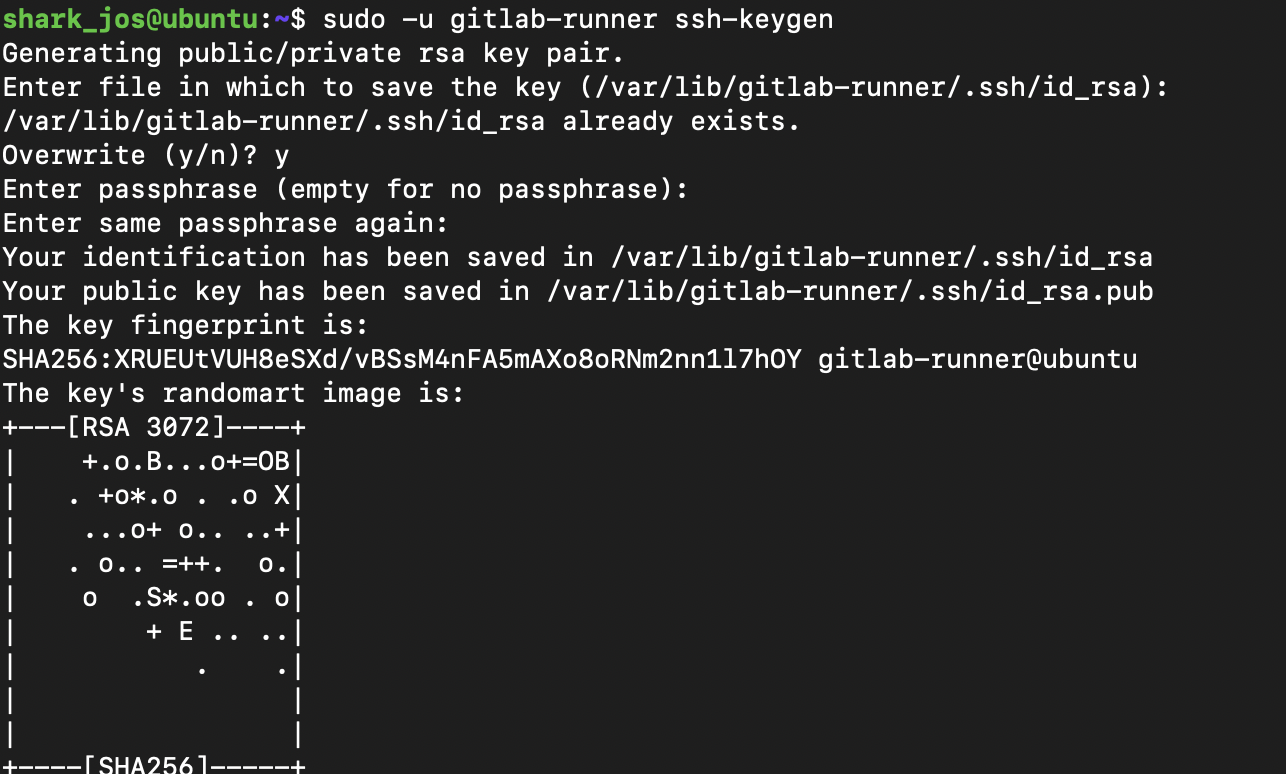 shark_jos@ubuntu:~$ sudo -u gitlab-runner ssh-keygen
Generating public/private rsa key pair.
Enter file in which to save the key (/var/lib/gitlab-runner/.ssh/id_rsa):
/var/lib/gitlab-runner/.ssh/id_rsa already exists.
Overwrite (y/n)? y
Enter passphrase (empty for no passphrase):
Enter same passphrase again:
Your identification has been saved in /var/lib/gitlab-runner/.ssh/id_rsa
Your public key has been saved in /var/lib/gitlab-runner/.ssh/id_rsa.pub
The key fingerprint is:
SHA256:XRUEUtVUH8eSXd/vBSsM4nFA5mAXo8oRNm2nn1l7hOY gitlab-runner@ubuntu
The key's randomart image is:
+---[RSA 3072]----+
|    +.o.B...o+=OB|
|   . +o*.o . .o X|
|    ...o+ o.. ..+|
|   . o.. =++.  o.|
|    o  .S*.oo . o|
|        + E .. ..|
|           .    .|
|                 |
|                 |
+----[SHA256]-----+